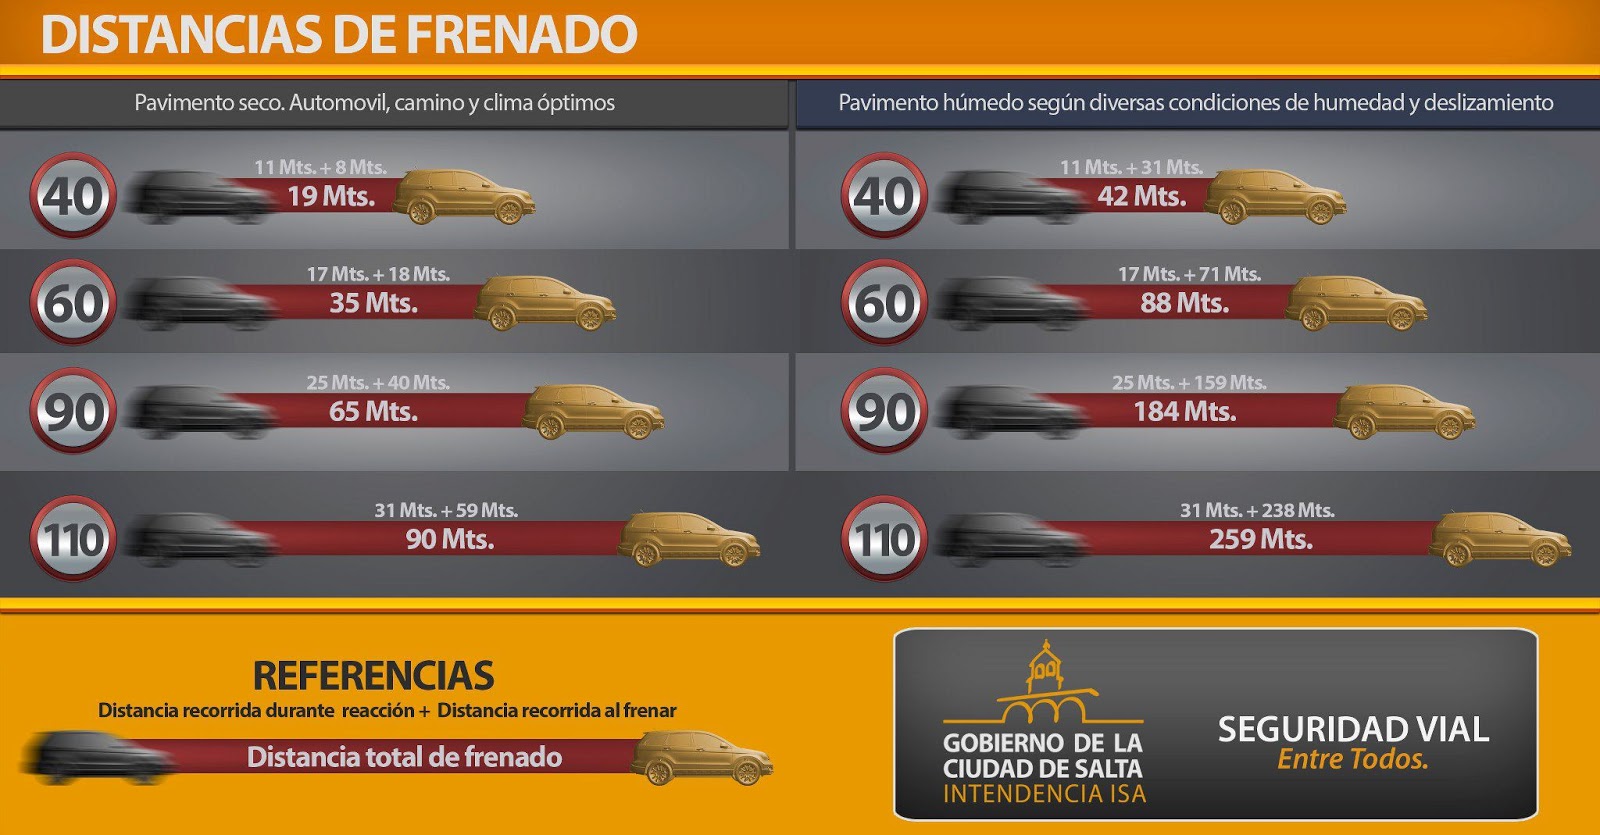 DISTANCIAS DE FRENADO
Pavimento seco. Automovil, camino y clima óptimos
40
11 Mts. + 8 Mts.
19 Mts.
60
17 Mts. + 18 Mts.
35 Mts.
90
25 Mts. + 40 Mts.
65 Mts.
110
31 Mts. + 59 Mts.
90 Mts.
Pavimento húmedo según diversas condiciones de humedad y deslizamiento
40
11 Mts. + 31 Mts.
42 Mts.
60
17 Mts. + 71 Mts.
88 Mts.
90
25 Mts. + 159 Mts.
184 Mts.
110
31 Mts. + 238 Mts.
259 Mts.
REFERENCIAS
Distancia recorrida durante reacción + Distancia recorrida al frenar
Distancia total de frenado
GOBIERNO DE LA
CIUDAD DE SALTA
INTENDENCIA ISA
SEGURIDAD VIAL
Entre Todos.